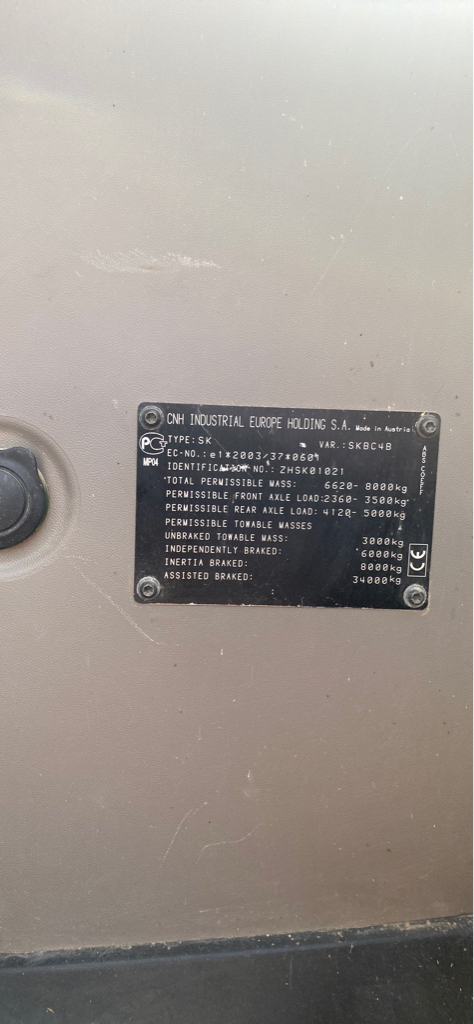 CNH INDUSTRIAL EUROPE HOLDING S.A. Made in Austria
TYPE: SK VAR.: SKBC4B
EC-NO.: e1*2003/37*0601
IDENTIFICATION NO.: ZHSK01021
TOTAL PERMISSIBLE MASS: 6620- 8000kg
PERMISSIBLE FRONT AXLE LOAD: 2360- 3500kg
PERMISSIBLE REAR AXLE LOAD: 4120- 5000kg
PERMISSIBLE TOWABLE MASSES
UNBRAKED TOWABLE MASS: 3000kg
INDEPENDENTLY BRAKED: 6000kg
INERTIA BRAKED: 8000kg
ASSISTED BRAKED: 34000kg
MP04
CE